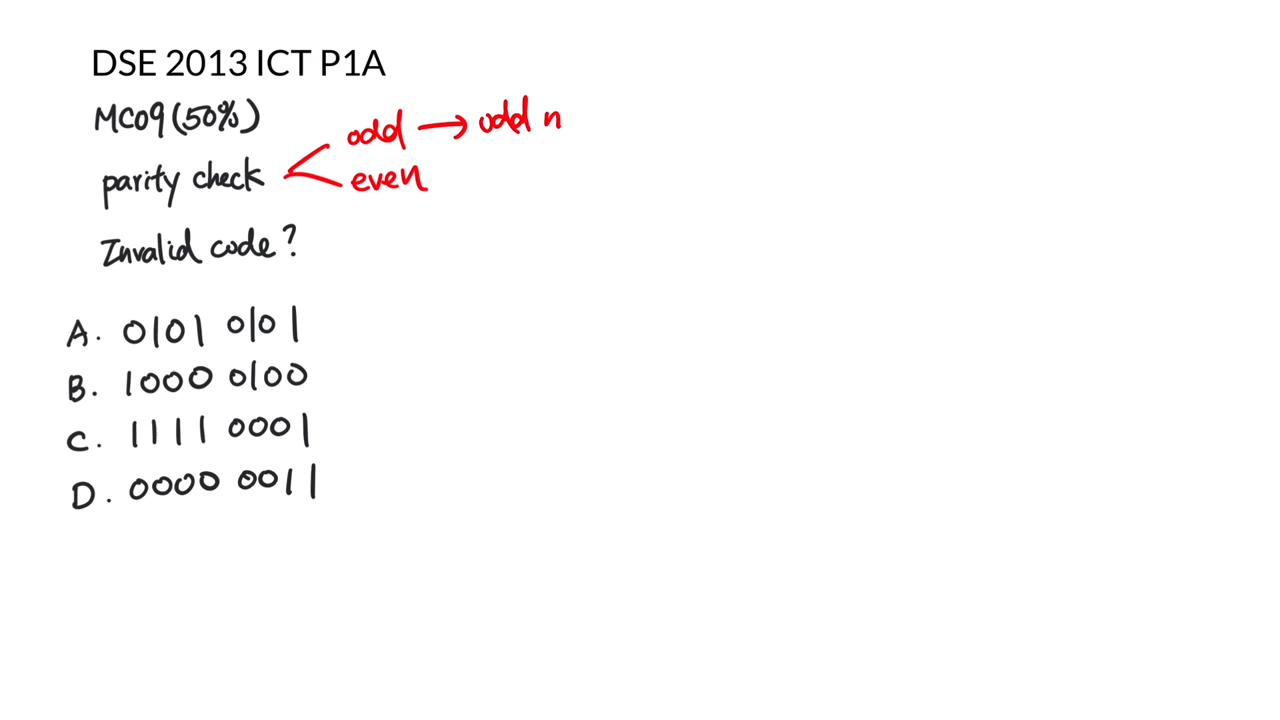 DSE 2013 ICT P1A
MC09 (50%)
odd → odd n
parity check
even
Invalid code?
A. 0101 0101
B. 1000 0100
C. 1111 0001
D. 0000 0011